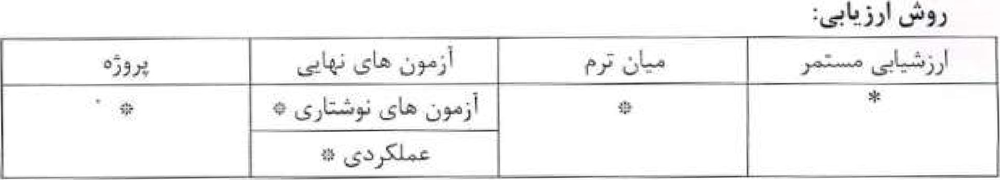 روش ارزیابی:
ارزشیابی مستمر میان ترم آزمون های نهایی پروژه
* * آزمون های نوشتاری * *
عملکردی *